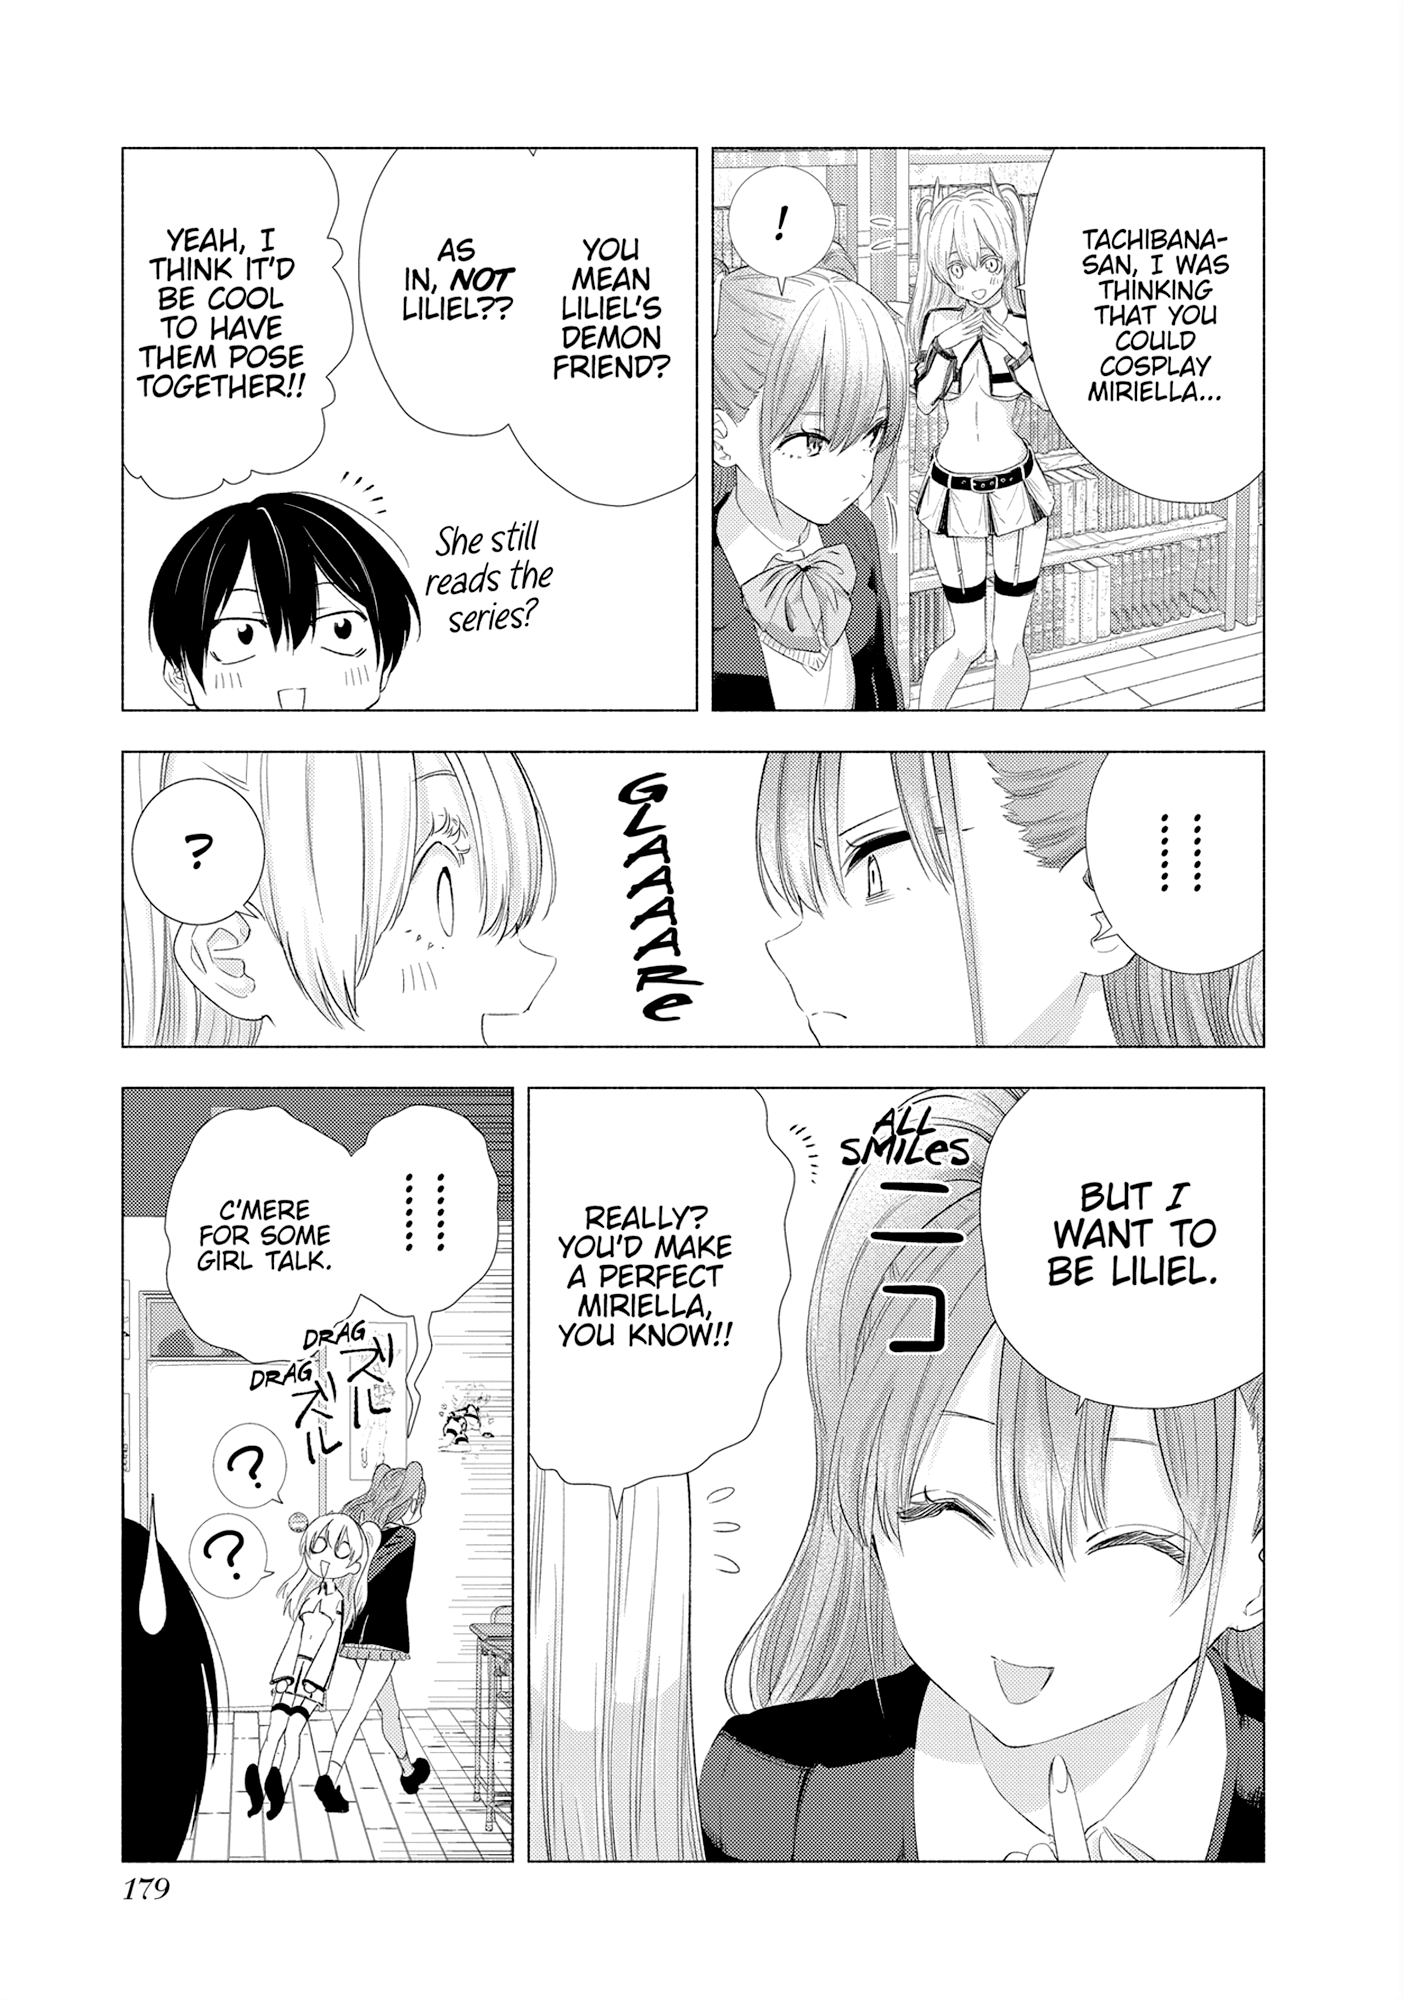 TACHIBANA-
SAN, I WAS
THINKING
THAT YOU
COULD
COSPLAY
MIRIELLA...
!
YOU
MEAN
LILIEL'S
DEMON
FRIEND?
AS
IN, NOT
LILIEL??
YEAH, I
THINK IT'D
BE COOL
TO HAVE
THEM POSE
TOGETHER!!
She still
reads the
series?
GLAAAARE
?
BUT I
WANT TO
BE LILIEL.
ALL
SMILES
ニコ
REALLY?
YOU'D MAKE
A PERFECT
MIRIELLA,
YOU KNOW!!
C'MERE
FOR SOME
GIRL TALK.
DRAG
ズル
DRAG
ズル
?
?
179